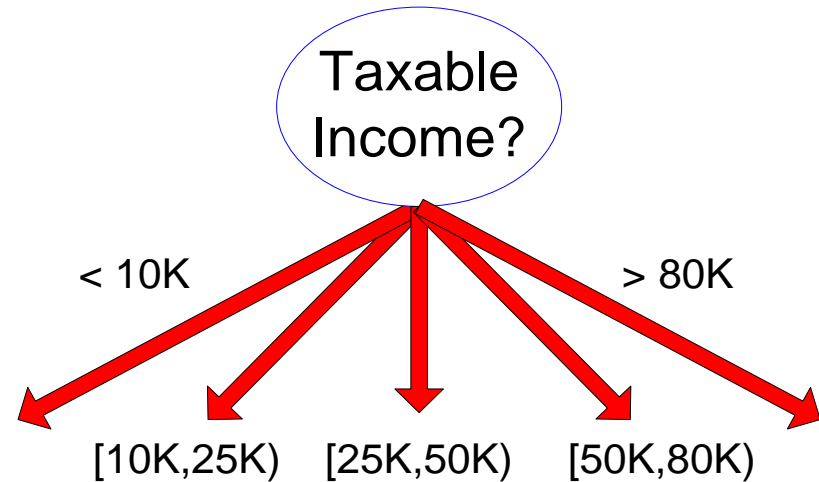 Taxable
Income?
< 10K
> 80K
[10K,25K)
[25K,50K)
[50K,80K)